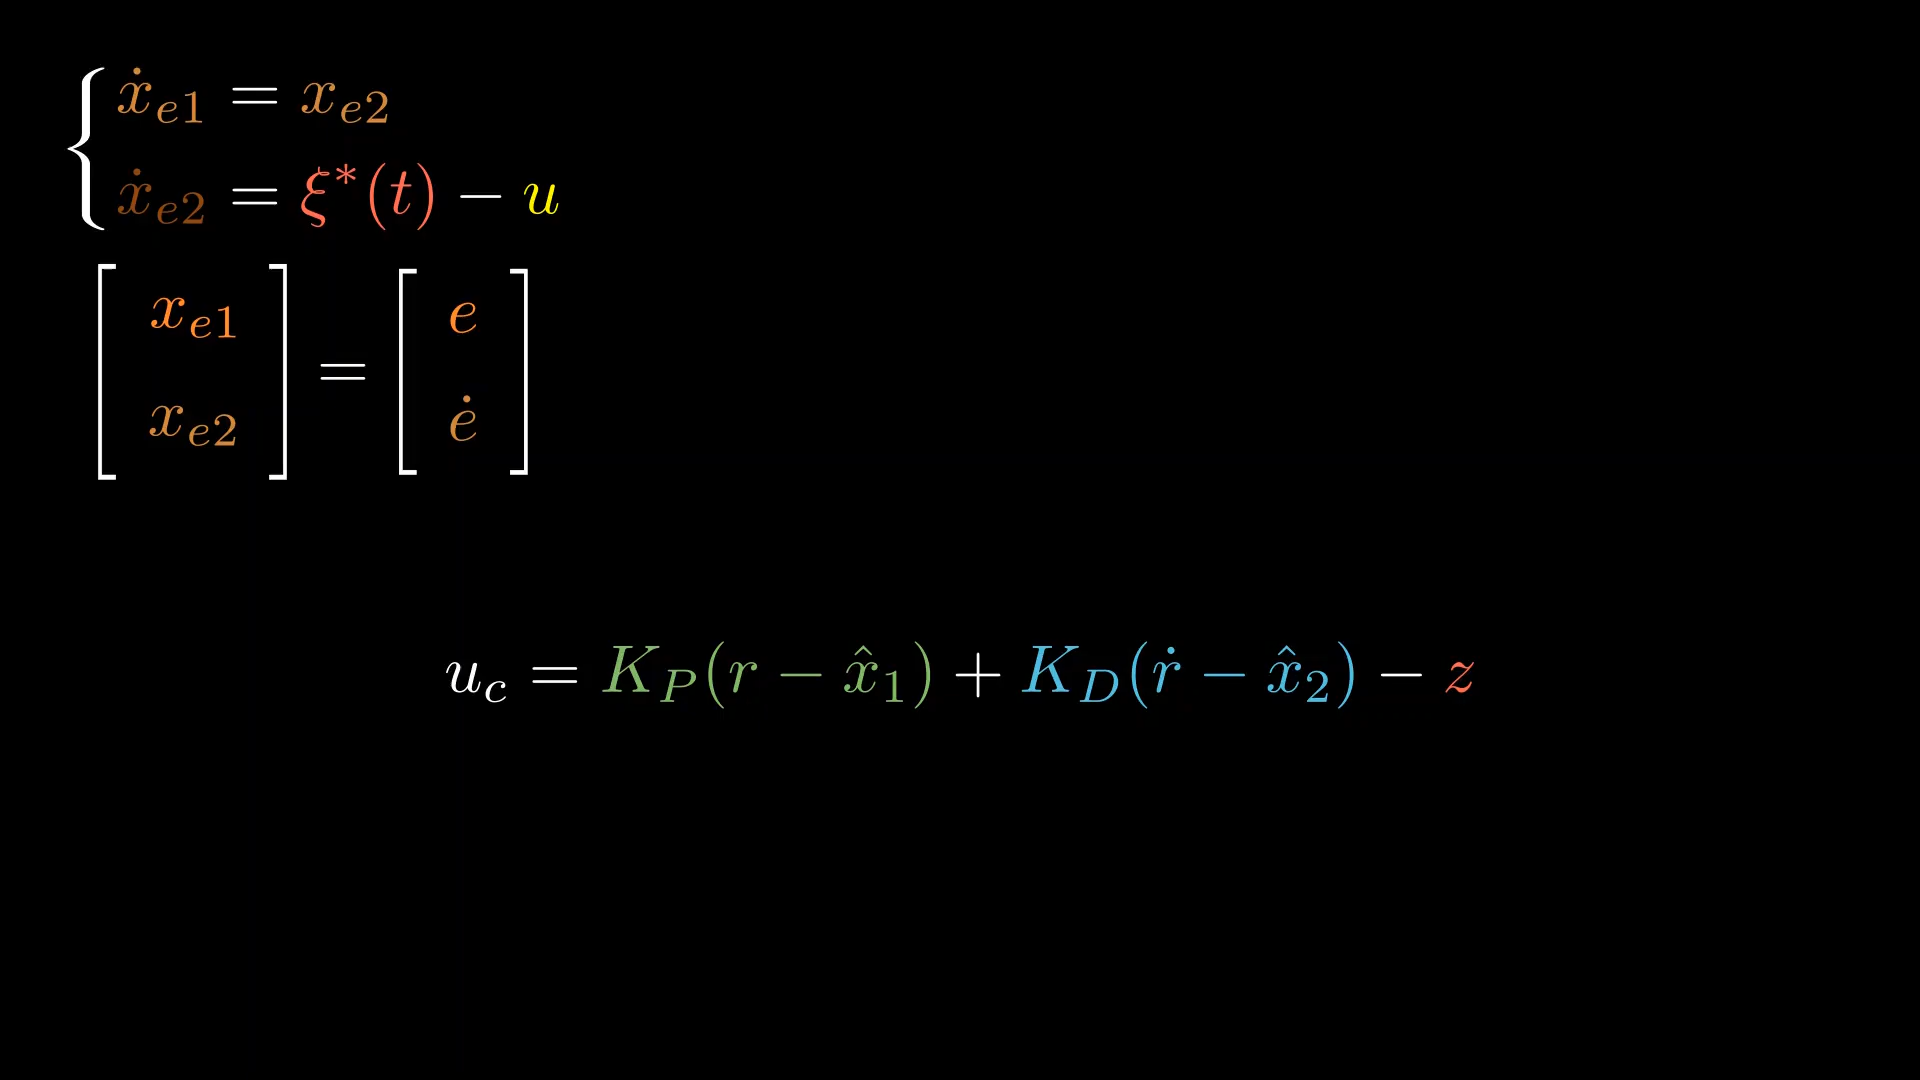 ẋ_{e1} = x_{e2}
ẋ_{e2} = ξ*(t) − u
[x_{e1} x_{e2}] = [e ė]
u_c = K_P(r − x̂_1) + K_D(ṙ − x̂_2) − z